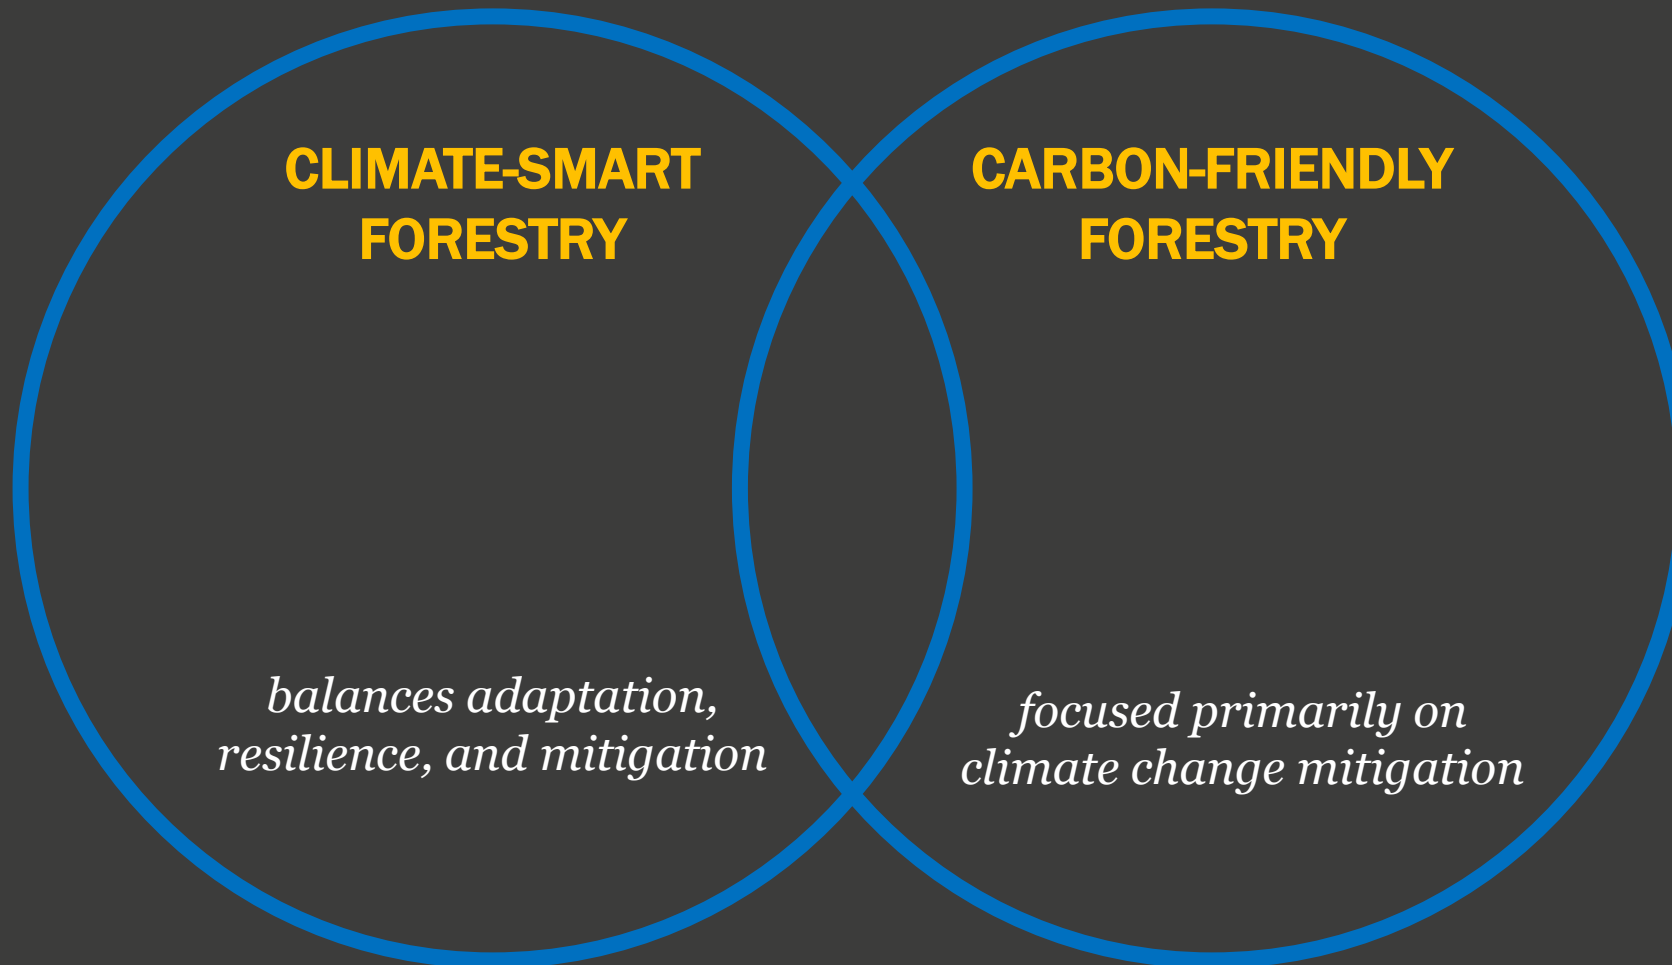 CLIMATE-SMART
FORESTRY
balances adaptation,
resilience, and mitigation
CARBON-FRIENDLY
FORESTRY
focused primarily on
climate change mitigation